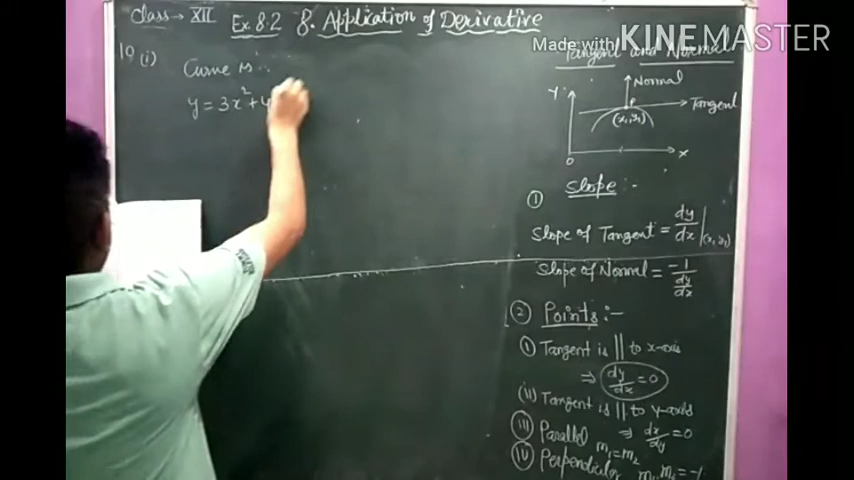 Class → XII Ex. 8.2 8. Application of Derivative
Made with KINEMASTER
19 (i) Curve is :
y = 3x² + 4
Tangent and Normal
Normal
Y
P
Tangent
(x₁, y₁)
O
X
① Slope :-
Slope of Tangent = dy/dx |(x₁, y₁)
Slope of Normal = -1/(dy/dx)
② Points :-
(i) Tangent is || to x-axis
⇒ dy/dx = 0
(ii) Tangent is || to y-axis
⇒ dx/dy = 0
(iii) Parallel m₁ = m₂
(iv) Perpendicular m₁ m₂ = -1